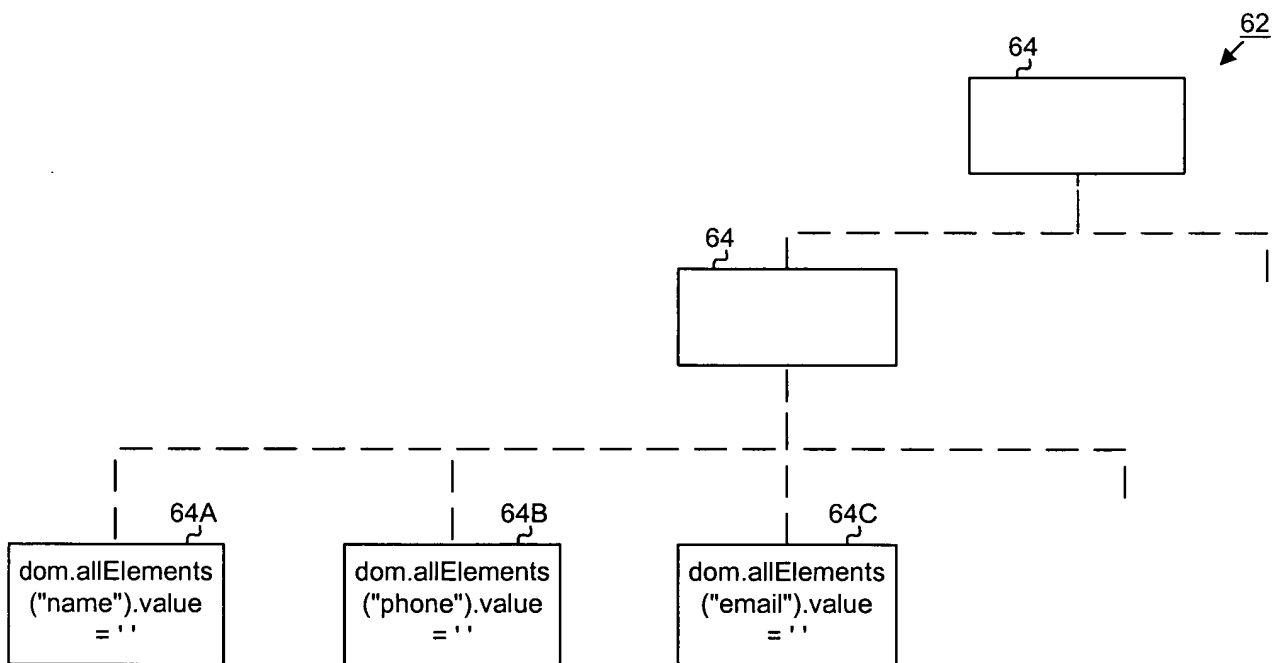 62
64
64
64A
64B
64C
dom.allElements
("name").value
= ' '
dom.allElements
("phone").value
= ' '
dom.allElements
("email").value
= ' '